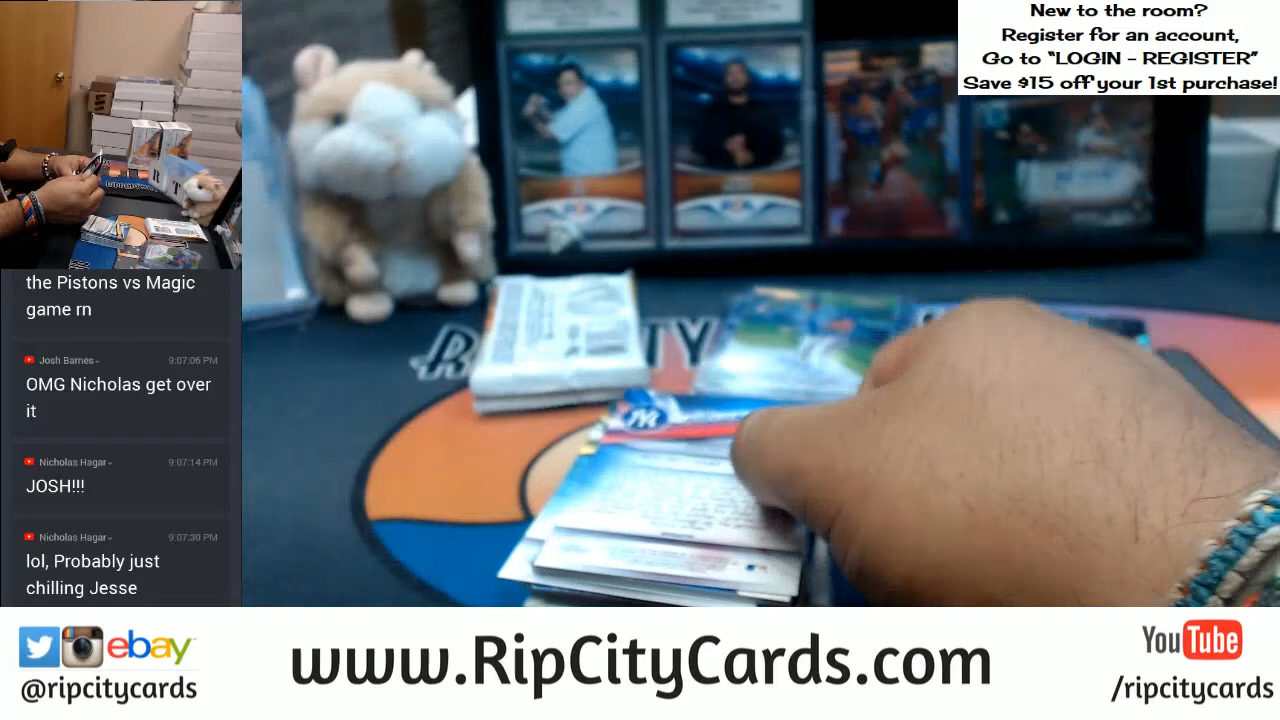 New to the room?
Register for an account,
Go to “LOGIN - REGISTER”
Save $15 off your 1st purchase!
the Pistons vs Magic
game rn
Josh Barnes
9:07:06 PM
OMG Nicholas get over
it
Nicholas Hagar
9:07:14 PM
JOSH!!!
Nicholas Hagar
9:07:30 PM
lol, Probably just
chilling Jesse
ebay
@ripcitycards
www.RipCityCards.com
YouTube
/ripcitycards